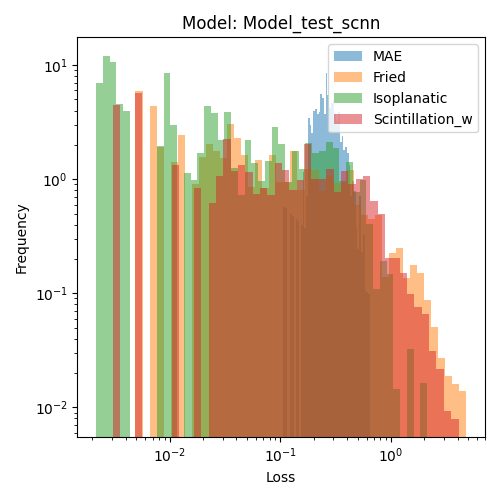 Model: Model_test_scnn
MAE
Fried
Isoplanatic
Scintillation_w
Frequency
10¹
10⁰
10⁻¹
10⁻²
10⁻² 10⁻¹ 10⁰
Loss